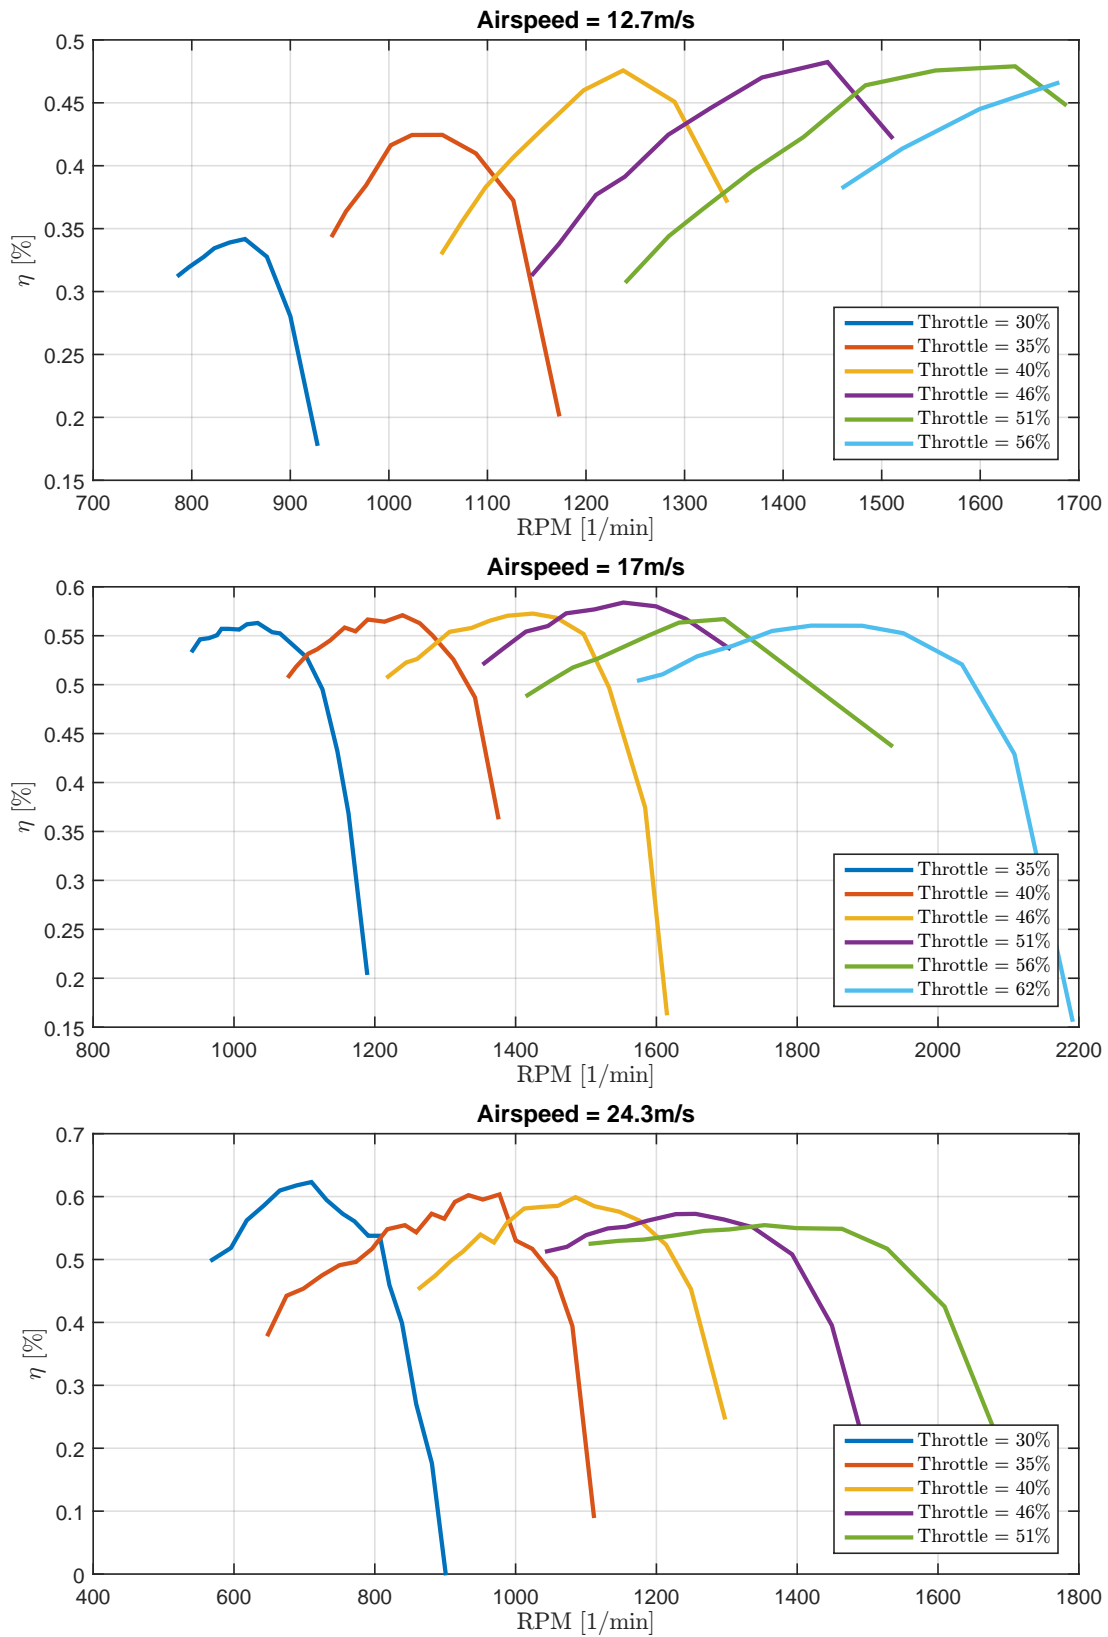 Airspeed = 12.7m/s
0.5
0.45
0.4
0.35
0.3
0.25
0.2
0.15
η [%]
Throttle = 30%
Throttle = 35%
Throttle = 40%
Throttle = 46%
Throttle = 51%
Throttle = 56%
700 800 900 1000 1100 1200 1300 1400 1500 1600 1700
RPM [1/min]
Airspeed = 17m/s
0.6
0.55
0.5
0.45
0.4
0.35
0.3
0.25
0.2
0.15
η [%]
Throttle = 35%
Throttle = 40%
Throttle = 46%
Throttle = 51%
Throttle = 56%
Throttle = 62%
800 1000 1200 1400 1600 1800 2000 2200
RPM [1/min]
Airspeed = 24.3m/s
0.7
0.6
0.5
0.4
0.3
0.2
0.1
0
η [%]
Throttle = 30%
Throttle = 35%
Throttle = 40%
Throttle = 46%
Throttle = 51%
400 600 800 1000 1200 1400 1600 1800
RPM [1/min]